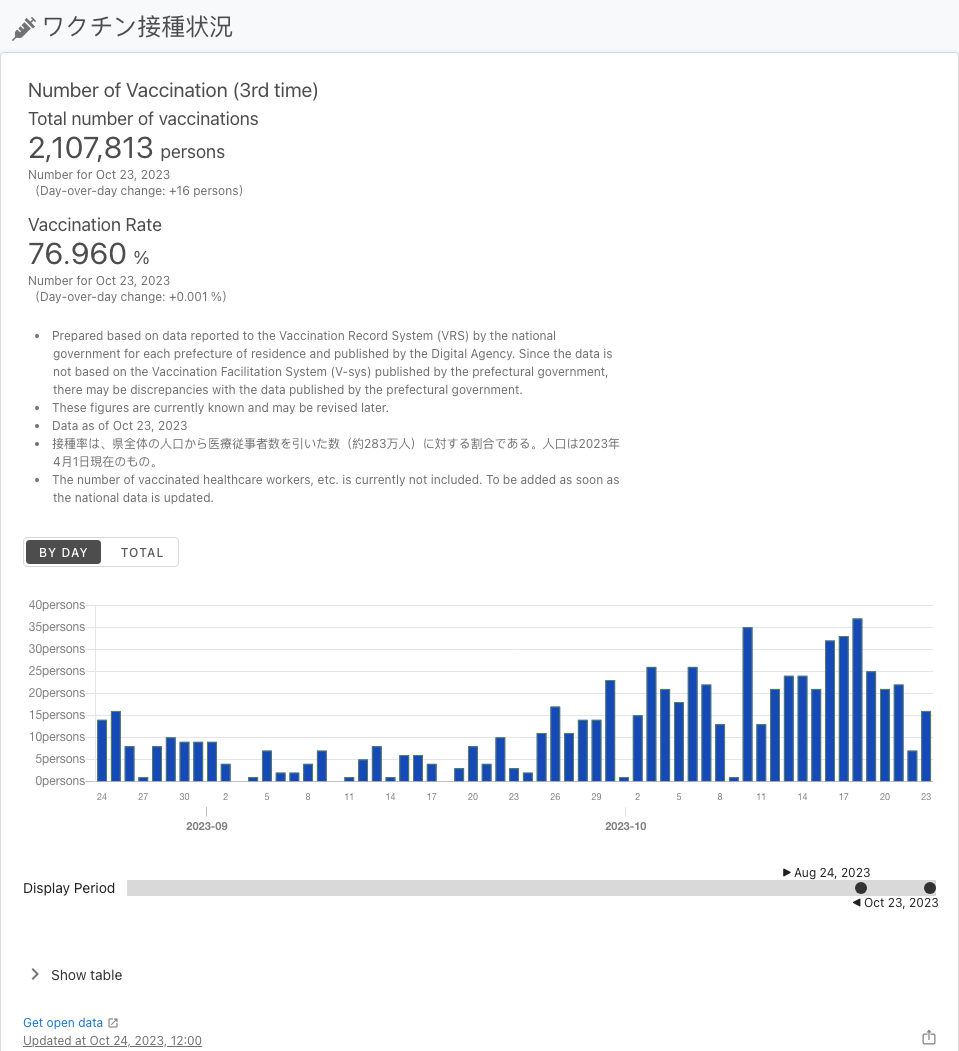 ワクチン接種状況
Number of Vaccination (3rd time)
Total number of vaccinations
2,107,813 persons
Number for Oct 23, 2023
(Day-over-day change: +16 persons)
Vaccination Rate
76.960 %
Number for Oct 23, 2023
(Day-over-day change: +0.001 %)
• Prepared based on data reported to the Vaccination Record System (VRS) by the national
government for each prefecture of residence and published by the Digital Agency. Since the data is
not based on the Vaccination Facilitation System (V-sys) published by the prefectural government,
there may be discrepancies with the data published by the prefectural government.
• These figures are currently known and may be revised later.
• Data as of Oct 23, 2023
• 接種率は、県全体の人口から医療従事者数を引いた数（約283万人）に対する割合である。人口は2023年
4月1日現在のもの。
• The number of vaccinated healthcare workers, etc. is currently not included. To be added as soon as
the national data is updated.
BY DAY TOTAL
40persons
35persons
30persons
25persons
20persons
15persons
10persons
5persons
0persons
24 27 30 2 5 8 11 14 17 20 23 26 29 2 5 8 11 14 17 20 23
2023-09 2023-10
Aug 24, 2023
Display Period
Oct 23, 2023
Show table
Get open data
Updated at Oct 24, 2023, 12:00